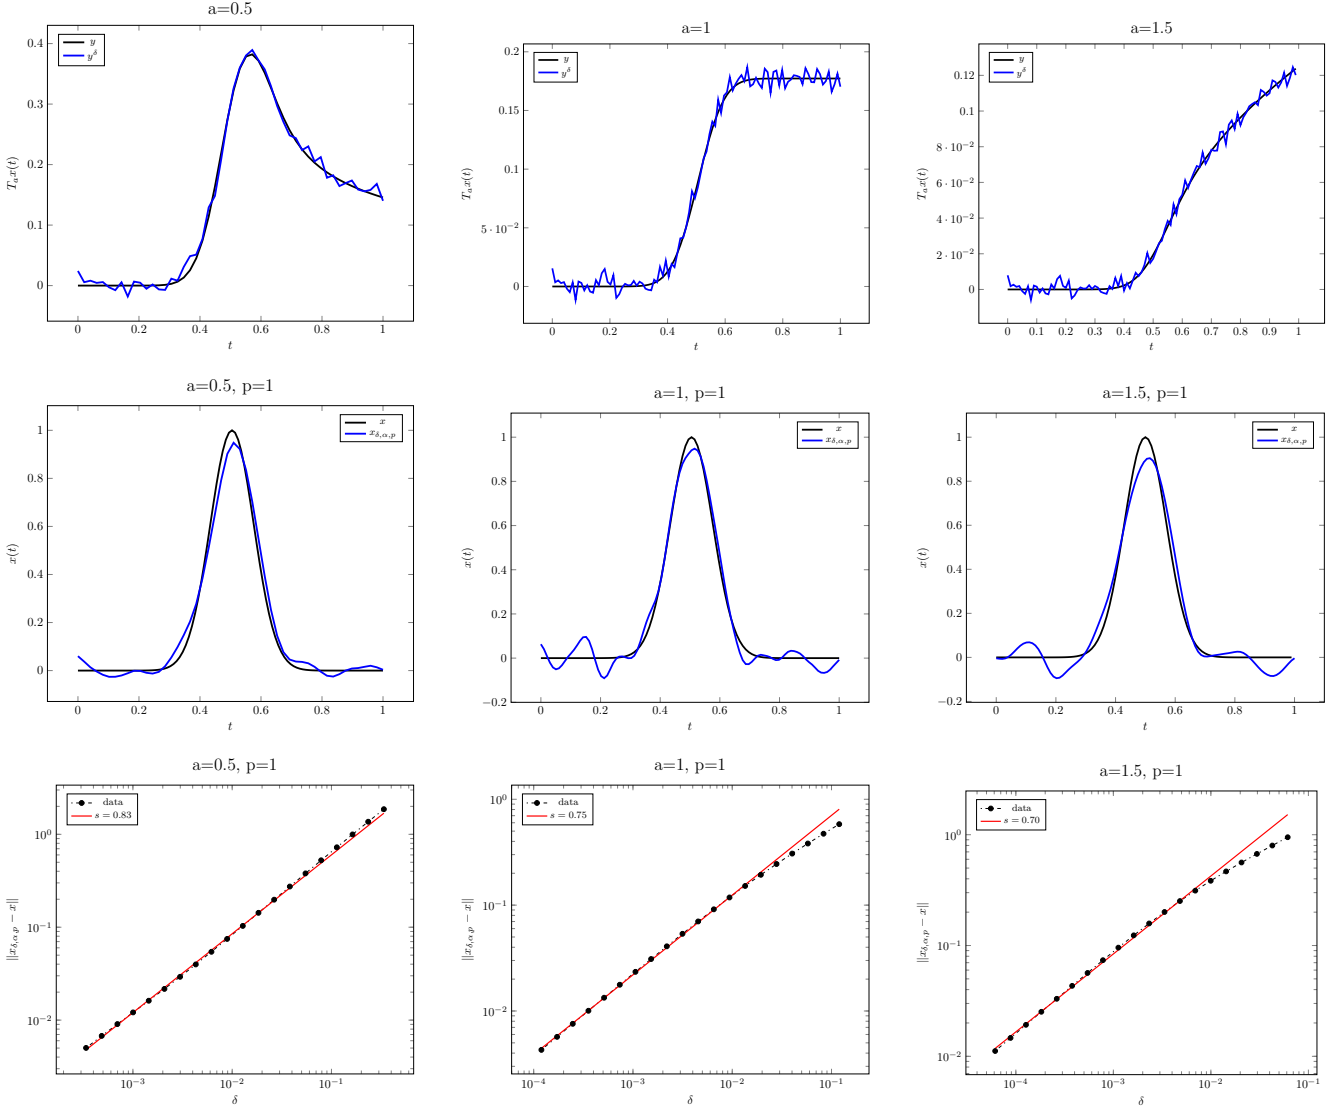 a=0.5
y
y^δ
0.4
0.3
0.2
0.1
0
T_a x(t)
0 0.2 0.4 0.6 0.8 1
t
a=1
y
y^δ
0.2
0.15
0.1
5 · 10^−2
0
T_a x(t)
0 0.2 0.4 0.6 0.8 1
t
a=1.5
y
y^δ
0.12
0.1
8 · 10^−2
6 · 10^−2
4 · 10^−2
2 · 10^−2
0
T_a x(t)
0 0.1 0.2 0.3 0.4 0.5 0.6 0.7 0.8 0.9 1
t
a=0.5, p=1
x
x_δ,α,p
1
0.8
0.6
0.4
0.2
0
x(t)
0 0.2 0.4 0.6 0.8 1
t
a=1, p=1
x
x_δ,α,p
1
0.8
0.6
0.4
0.2
0
−0.2
x(t)
0 0.2 0.4 0.6 0.8 1
t
a=1.5, p=1
x
x_δ,α,p
1
0.8
0.6
0.4
0.2
0
−0.2
x(t)
0 0.2 0.4 0.6 0.8 1
t
a=0.5, p=1
data
s = 0.83
10^0
10^−1
10^−2
||x_δ,α,p − x||
10^−3 10^−2 10^−1
δ
a=1, p=1
data
s = 0.75
10^0
10^−1
10^−2
||x_δ,α,p − x||
10^−4 10^−3 10^−2 10^−1
δ
a=1.5, p=1
data
s = 0.70
10^0
10^−1
10^−2
||x_δ,α,p − x||
10^−4 10^−3 10^−2 10^−1
δ